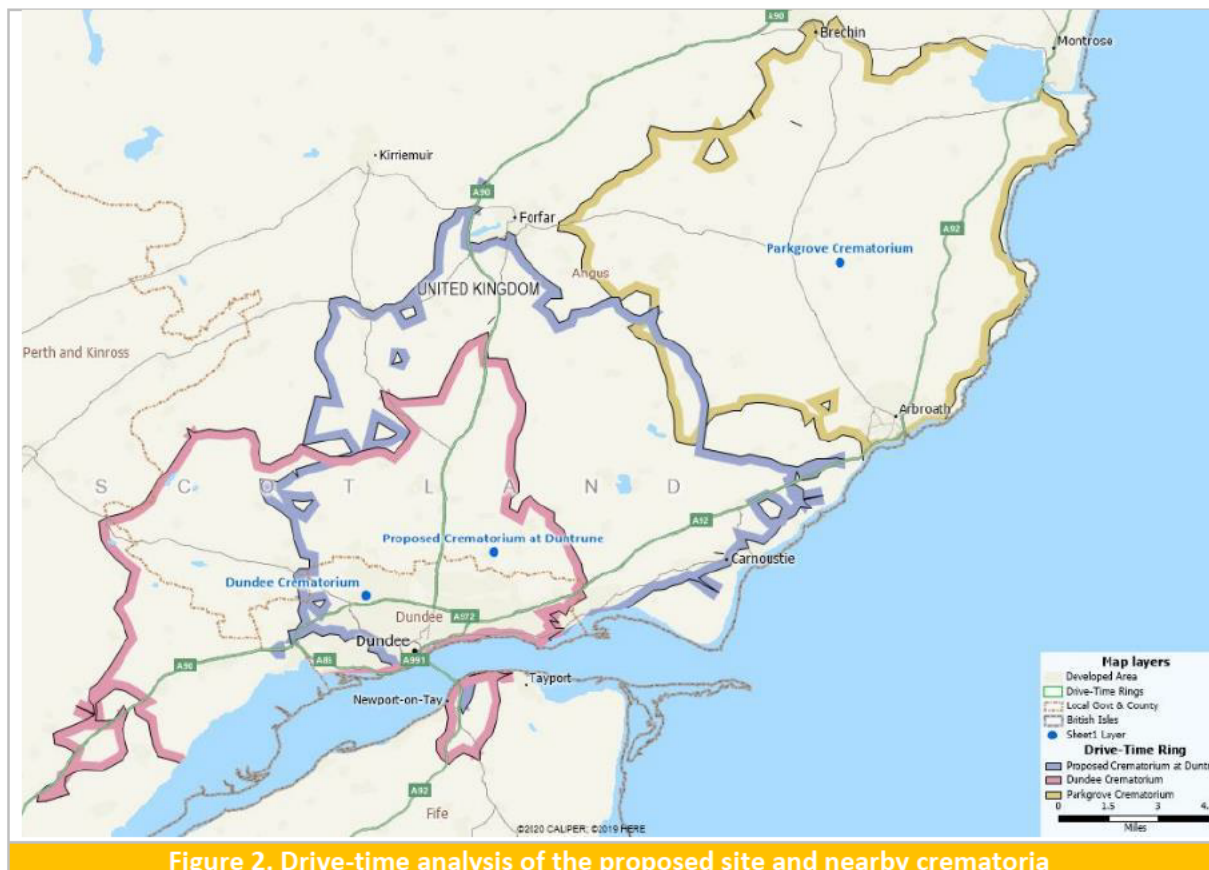 A90
Brechin
Montrose
Kirriemuir
A90
Forfar
A92
Parkgrove Crematorium
Angus
UNITED KINGDOM
Perth and Kinross
Arbroath
SCOTLAND
A92
Proposed Crematorium at Duntrune
Carnoustie
Dundee Crematorium
Dundee
A972
Dundee
A90
A85
A991
Tayport
Newport-on-Tay
A92
Fife
©2020 CALIPER; ©2019 HERE
Map layers
Developed Area
Drive-Time Rings
Local Govt & County
British Isles
Sheet1 Layer
Drive-Time Ring
Proposed Crematorium at Duntr
Dundee Crematorium
Parkgrove Crematorium
0 1.5 3 4.
Miles
Figure 2. Drive-time analysis of the proposed site and nearby crematoria